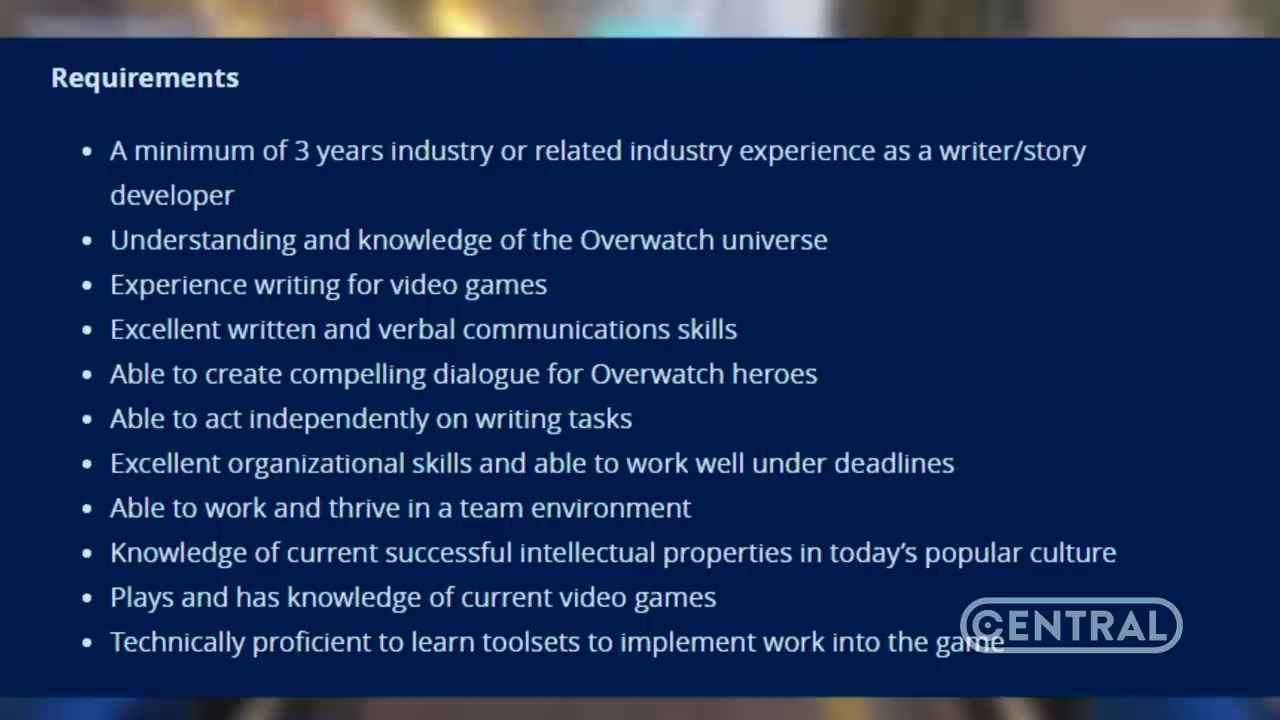 Requirements
• A minimum of 3 years industry or related industry experience as a writer/story
developer
• Understanding and knowledge of the Overwatch universe
• Experience writing for video games
• Excellent written and verbal communications skills
• Able to create compelling dialogue for Overwatch heroes
• Able to act independently on writing tasks
• Excellent organizational skills and able to work well under deadlines
• Able to work and thrive in a team environment
• Knowledge of current successful intellectual properties in today’s popular culture
• Plays and has knowledge of current video games
• Technically proficient to learn toolsets to implement work into the game
CENTRAL